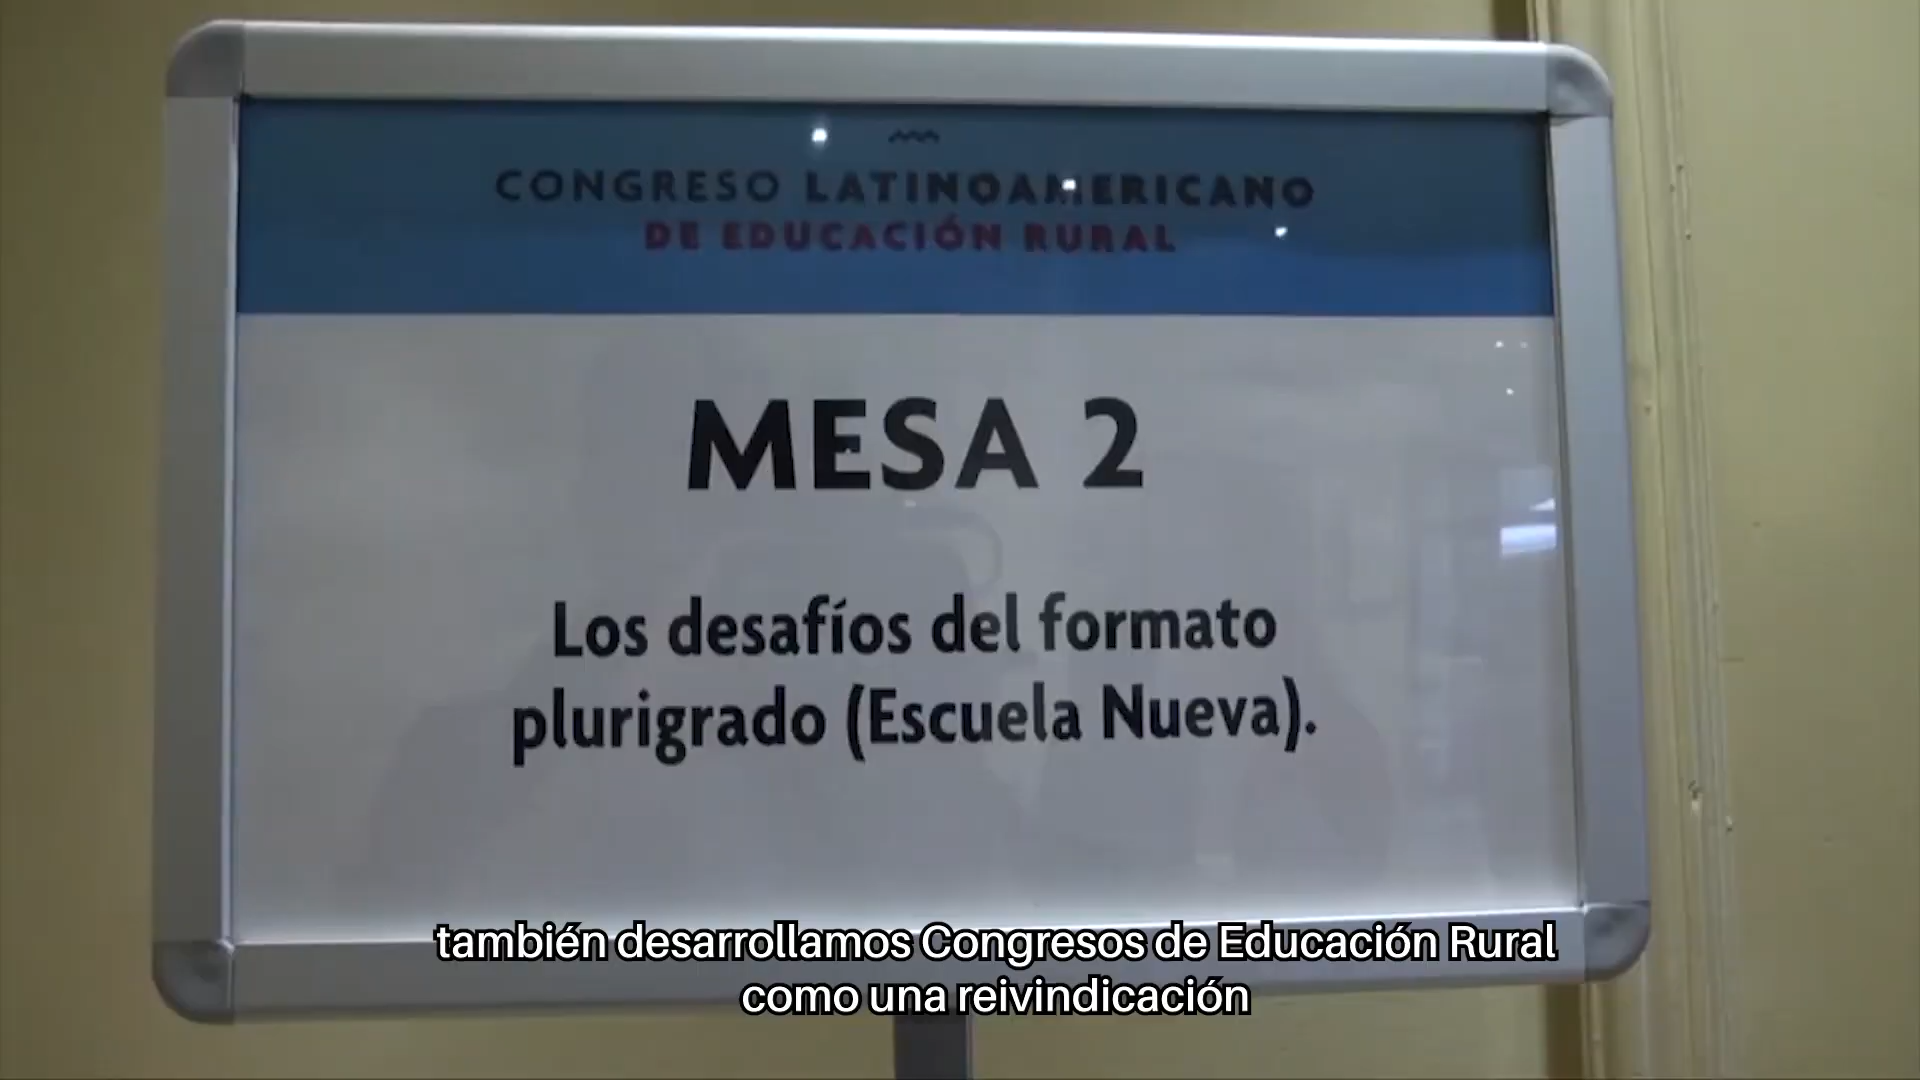 CONGRESO LATINOAMERICANO
DE EDUCACIÓN RURAL
MESA 2
Los desafíos del formato
plurigrado (Escuela Nueva).
también desarrollamos Congresos de Educación Rural
como una reivindicación